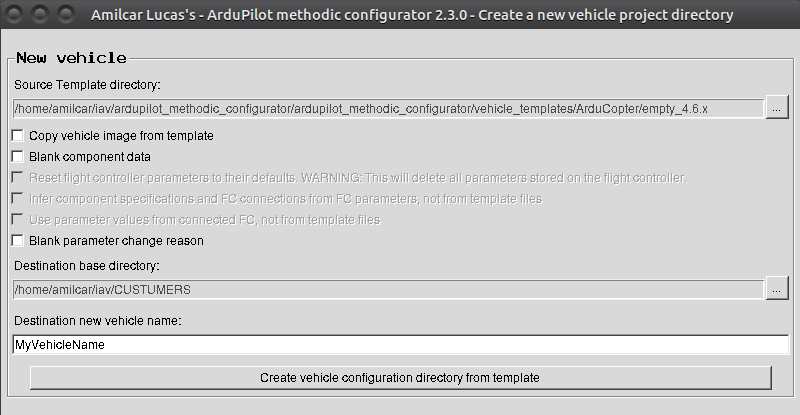 Amilcar Lucas's - ArduPilot methodic configurator 2.3.0 - Create a new vehicle project directory
New vehicle
Source Template directory:
/home/amilcar/iav/ardupilot_methodic_configurator/ardupilot_methodic_configurator/vehicle_templates/ArduCopter/empty_4.6.x
...
Copy vehicle image from template
Blank component data
Reset flight controller parameters to their defaults. WARNING: This will delete all parameters stored on the flight controller.
Infer component specifications and FC connections from FC parameters, not from template files
Use parameter values from connected FC, not from template files
Blank parameter change reason
Destination base directory:
/home/amilcar/iav/CUSTUMERS
...
Destination new vehicle name:
MyVehicleName
Create vehicle configuration directory from template